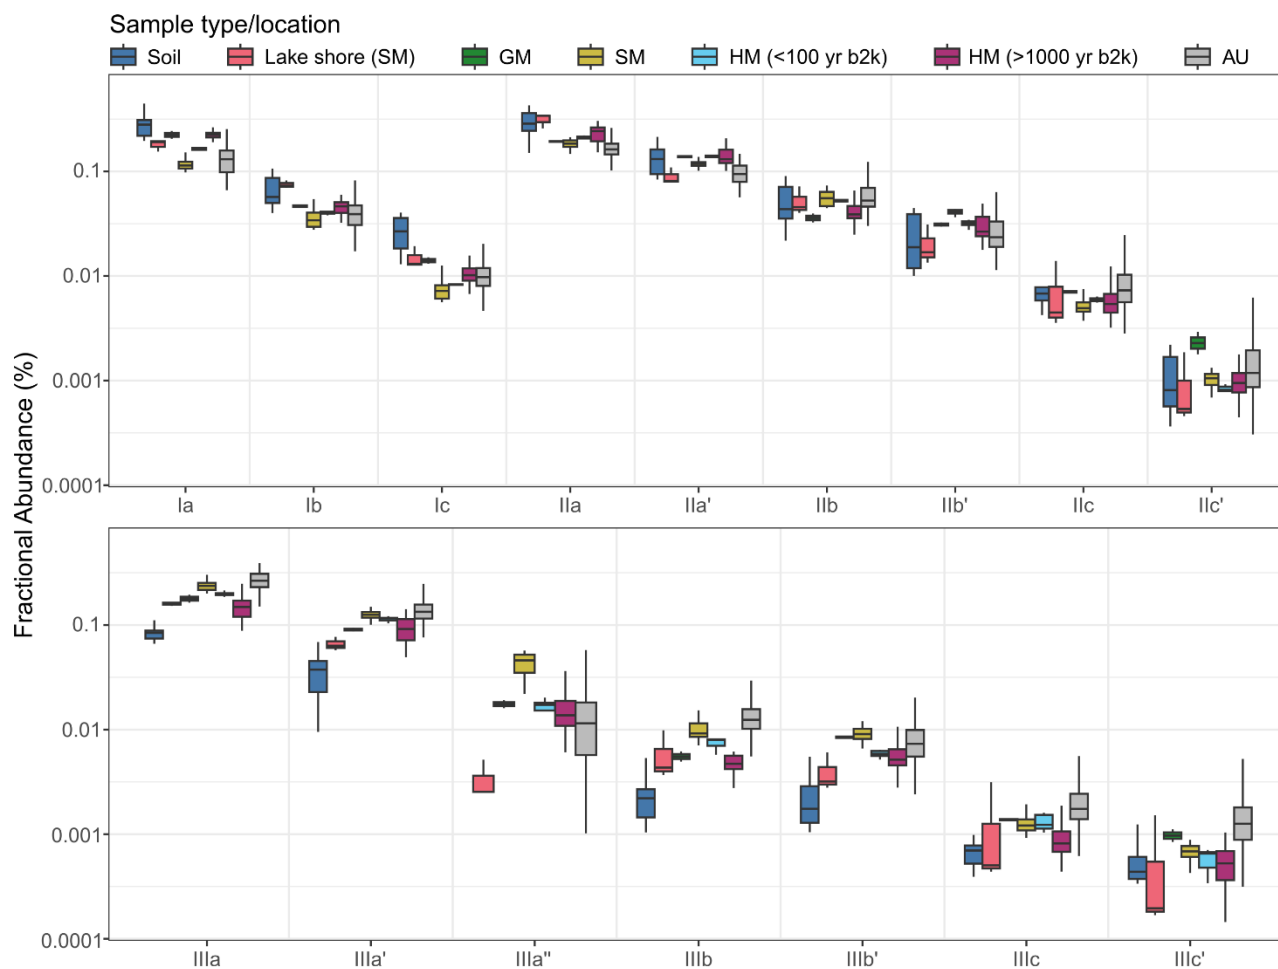 Sample type/location
Soil Lake shore (SM) GM SM HM (<100 yr b2k) HM (>1000 yr b2k) AU
Fractional Abundance (%)
0.1
0.01
0.001
0.0001
Ia Ib Ic IIa IIa' IIb IIb' IIc IIc'
0.1
0.01
0.001
0.0001
IIIa IIIa' IIIa" IIIb IIIb' IIIc IIIc'